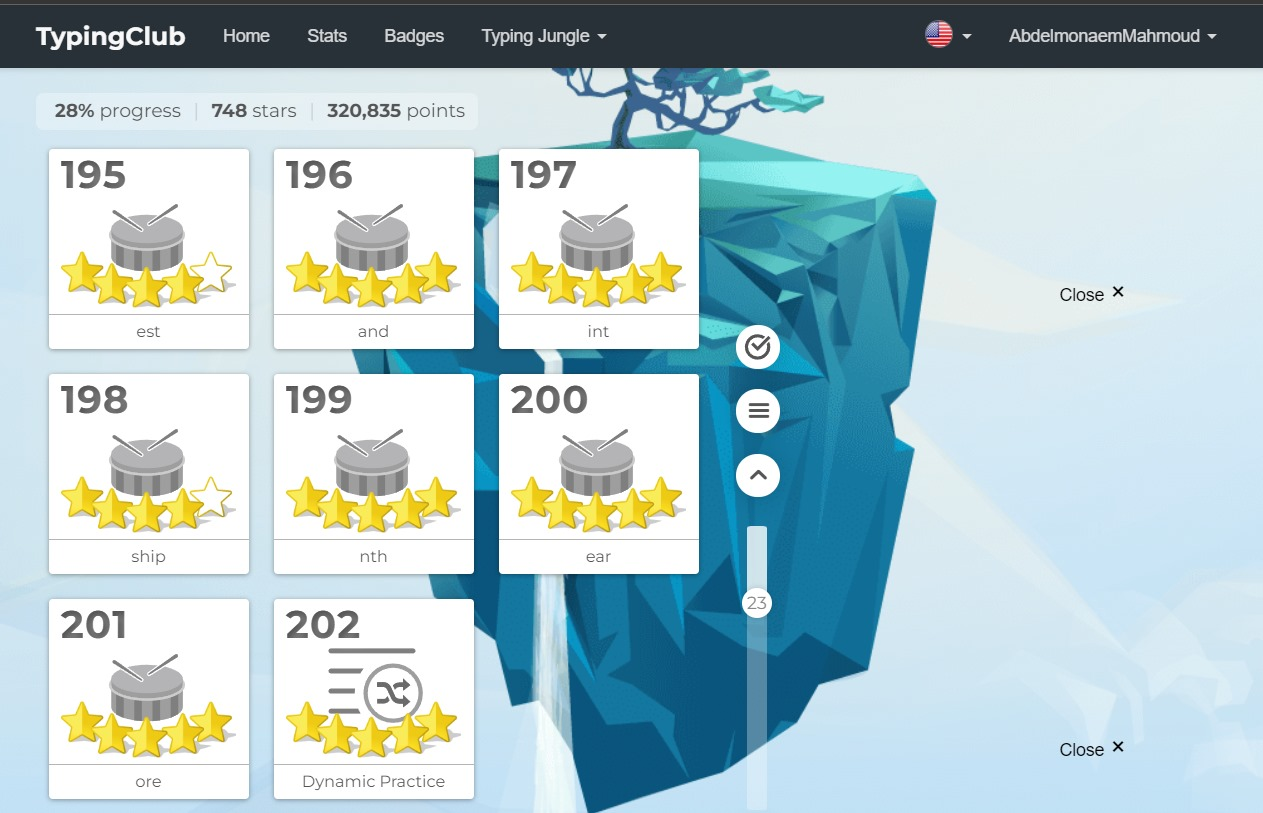 TypingClub Home Stats Badges Typing Jungle AbdelmonaemMahmoud
28% progress 748 stars 320,835 points
195 196 197
est and int
Close ×
198 199 200
ship nth ear
23
201 202
Close ×
ore Dynamic Practice